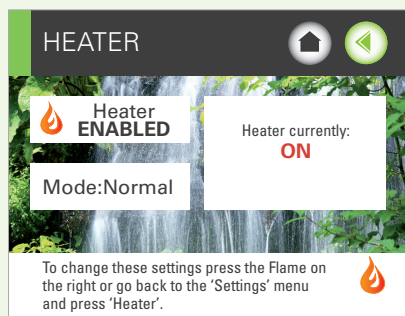 HEATER
Heater
ENABLED
Mode:Normal
Heater currently:
ON
To change these settings press the Flame on
the right or go back to the ‘Settings’ menu
and press ‘Heater’.